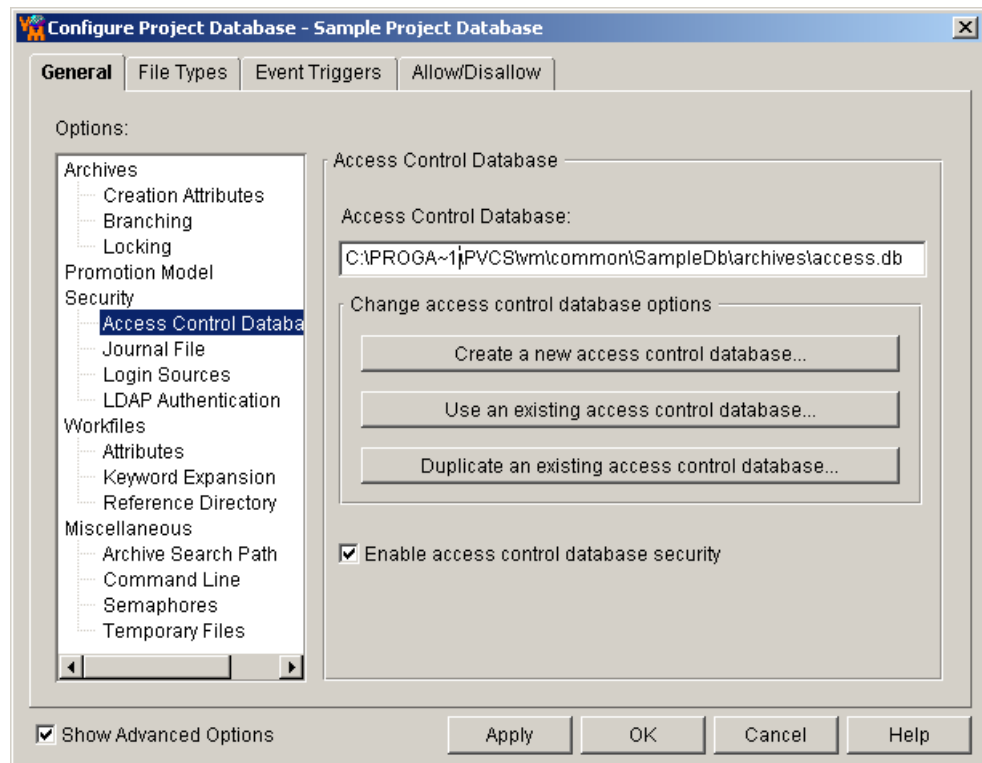 Configure Project Database - Sample Project Database
General File Types Event Triggers Allow/Disallow
Options:
Archives
Creation Attributes
Branching
Locking
Promotion Model
Security
Access Control Databa
Journal File
Login Sources
LDAP Authentication
Workfiles
Attributes
Keyword Expansion
Reference Directory
Miscellaneous
Archive Search Path
Command Line
Semaphores
Temporary Files
Access Control Database
Access Control Database:
C:\PROGA~1\PVCS\vm\common\SampleDb\archives\access.db
Change access control database options
Create a new access control database...
Use an existing access control database...
Duplicate an existing access control database...
Enable access control database security
Show Advanced Options
Apply OK Cancel Help